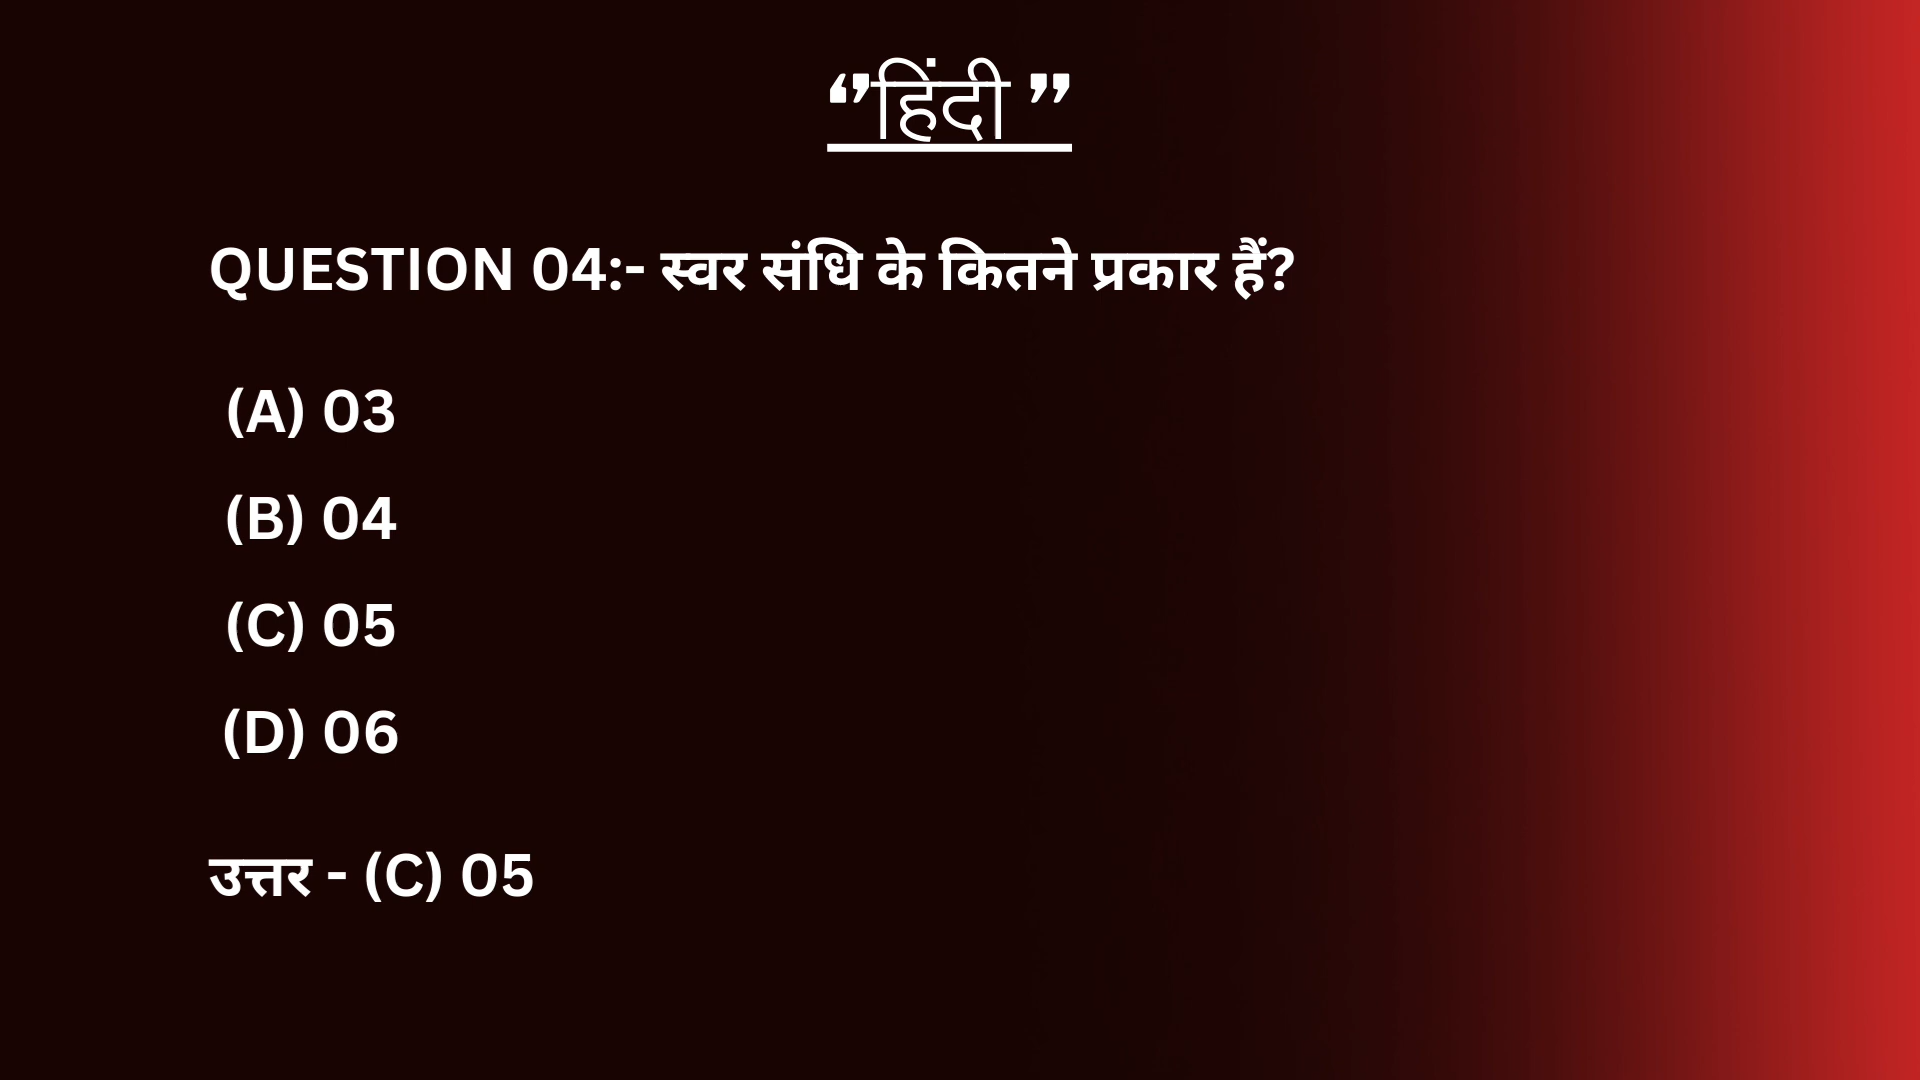 ❛❜हिंदी ❜❜
QUESTION 04:- स्वर संधि के कितने प्रकार हैं?
(A) 03
(B) 04
(C) 05
(D) 06
उत्तर - (C) 05